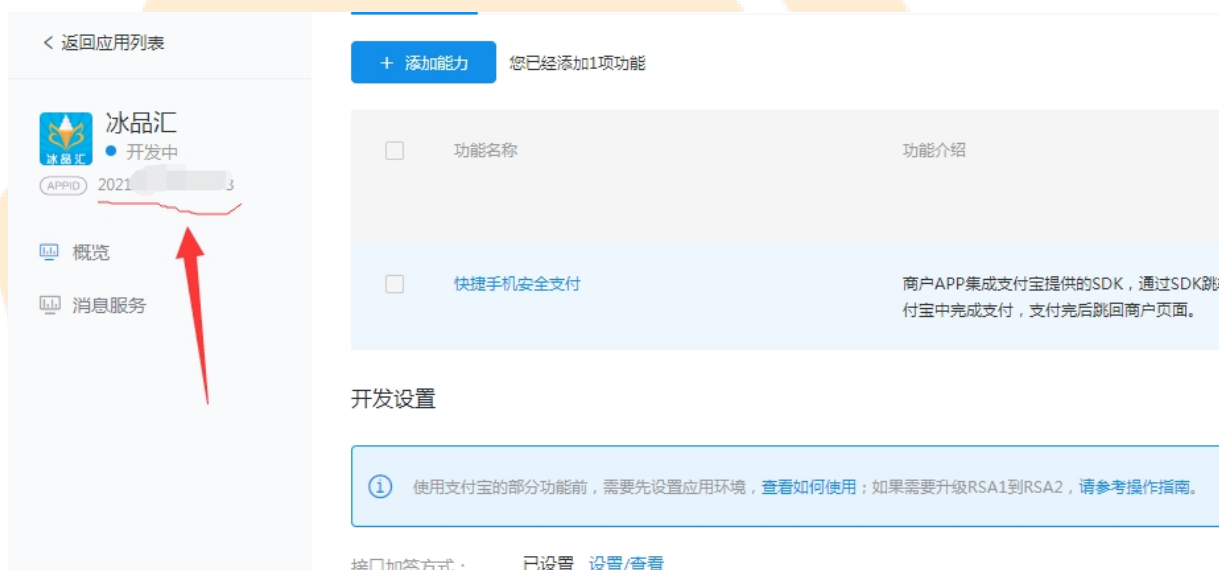 < 返回应用列表
+ 添加能力 您已经添加1项功能
冰品汇
冰品汇
开发中
APPID 2021 3
功能名称 功能介绍
概览
消息服务
快捷手机安全支付 商户APP集成支付宝提供的SDK，通过SDK跳
付宝中完成支付，支付完后跳回商户页面。
开发设置
使用支付宝的部分功能前，需要先设置应用环境，查看如何使用；如果需要升级RSA1到RSA2，请参考操作指南。
接口加签方式： 已设置 设置/查看